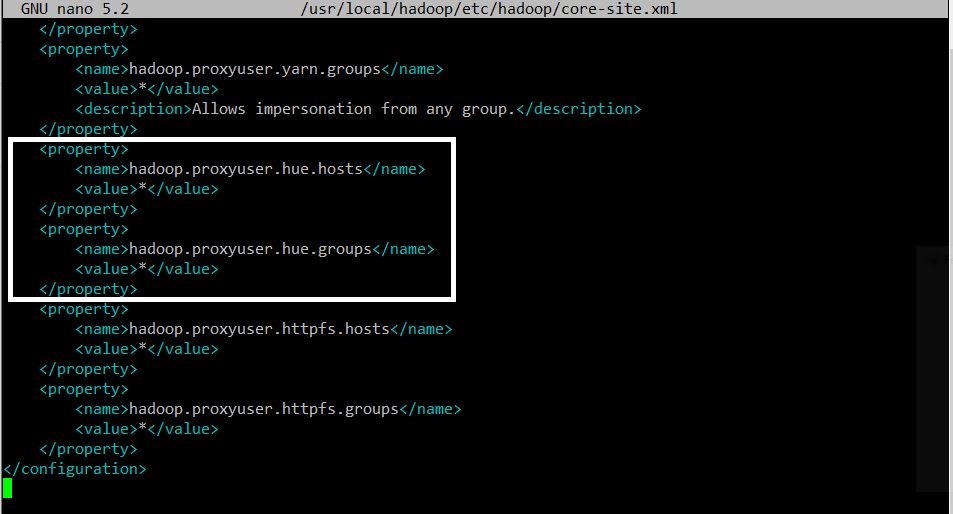 GNU nano 5.2 /usr/local/hadoop/etc/hadoop/core-site.xml
    </property>
    <property>
        <name>hadoop.proxyuser.yarn.groups</name>
        <value>*</value>
        <description>Allows impersonation from any group.</description>
    </property>
    <property>
        <name>hadoop.proxyuser.hue.hosts</name>
        <value>*</value>
    </property>
    <property>
        <name>hadoop.proxyuser.hue.groups</name>
        <value>*</value>
    </property>
    <property>
        <name>hadoop.proxyuser.httpfs.hosts</name>
        <value>*</value>
    </property>
    <property>
        <name>hadoop.proxyuser.httpfs.groups</name>
        <value>*</value>
    </property>
</configuration>